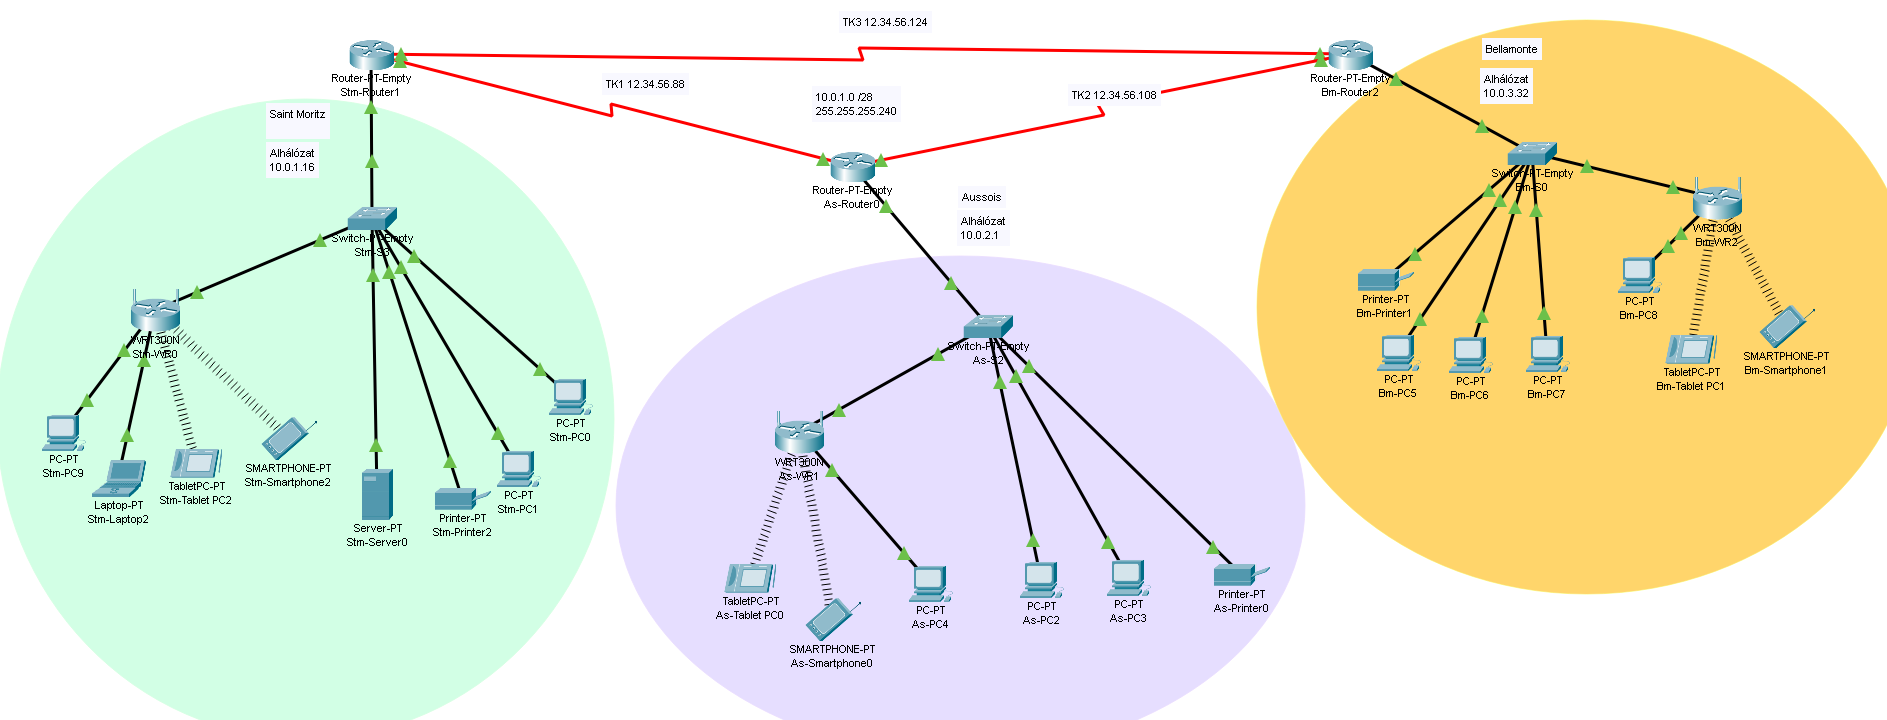 TK3 12.34.56.124
Router-PT-Empty
Stm-Router1
Router-PT-Empty
Bm-Router2
Bellamonte
Alhálózat
10.0.3.32
TK1 12.34.56.88
10.0.1.0 /28
255.255.255.240
TK2 12.34.56.108
Saint Moritz
Alhálózat
10.0.1.16
Router-PT-Empty
As-Router0
Aussois
Alhálózat
10.0.2.1
Switch-PT-Empty
Stm-S3
Switch-PT-Empty
Bm-S0
WRT300N
Bm-WR2
Printer-PT
Bm-Printer1
PC-PT
Bm-PC8
WRT300N
Stm-WR0
Switch-PT-Empty
As-S2
PC-PT
Bm-PC5
PC-PT
Bm-PC6
PC-PT
Bm-PC7
TabletPC-PT
Bm-Tablet PC1
SMARTPHONE-PT
Bm-Smartphone1
PC-PT
Stm-PC9
Laptop-PT
Stm-Laptop2
TabletPC-PT
Stm-Tablet PC2
SMARTPHONE-PT
Stm-Smartphone2
Server-PT
Stm-Server0
Printer-PT
Stm-Printer2
PC-PT
Stm-PC1
PC-PT
Stm-PC0
WRT300N
As-WR1
TabletPC-PT
As-Tablet PC0
SMARTPHONE-PT
As-Smartphone0
PC-PT
As-PC4
PC-PT
As-PC2
PC-PT
As-PC3
Printer-PT
As-Printer0